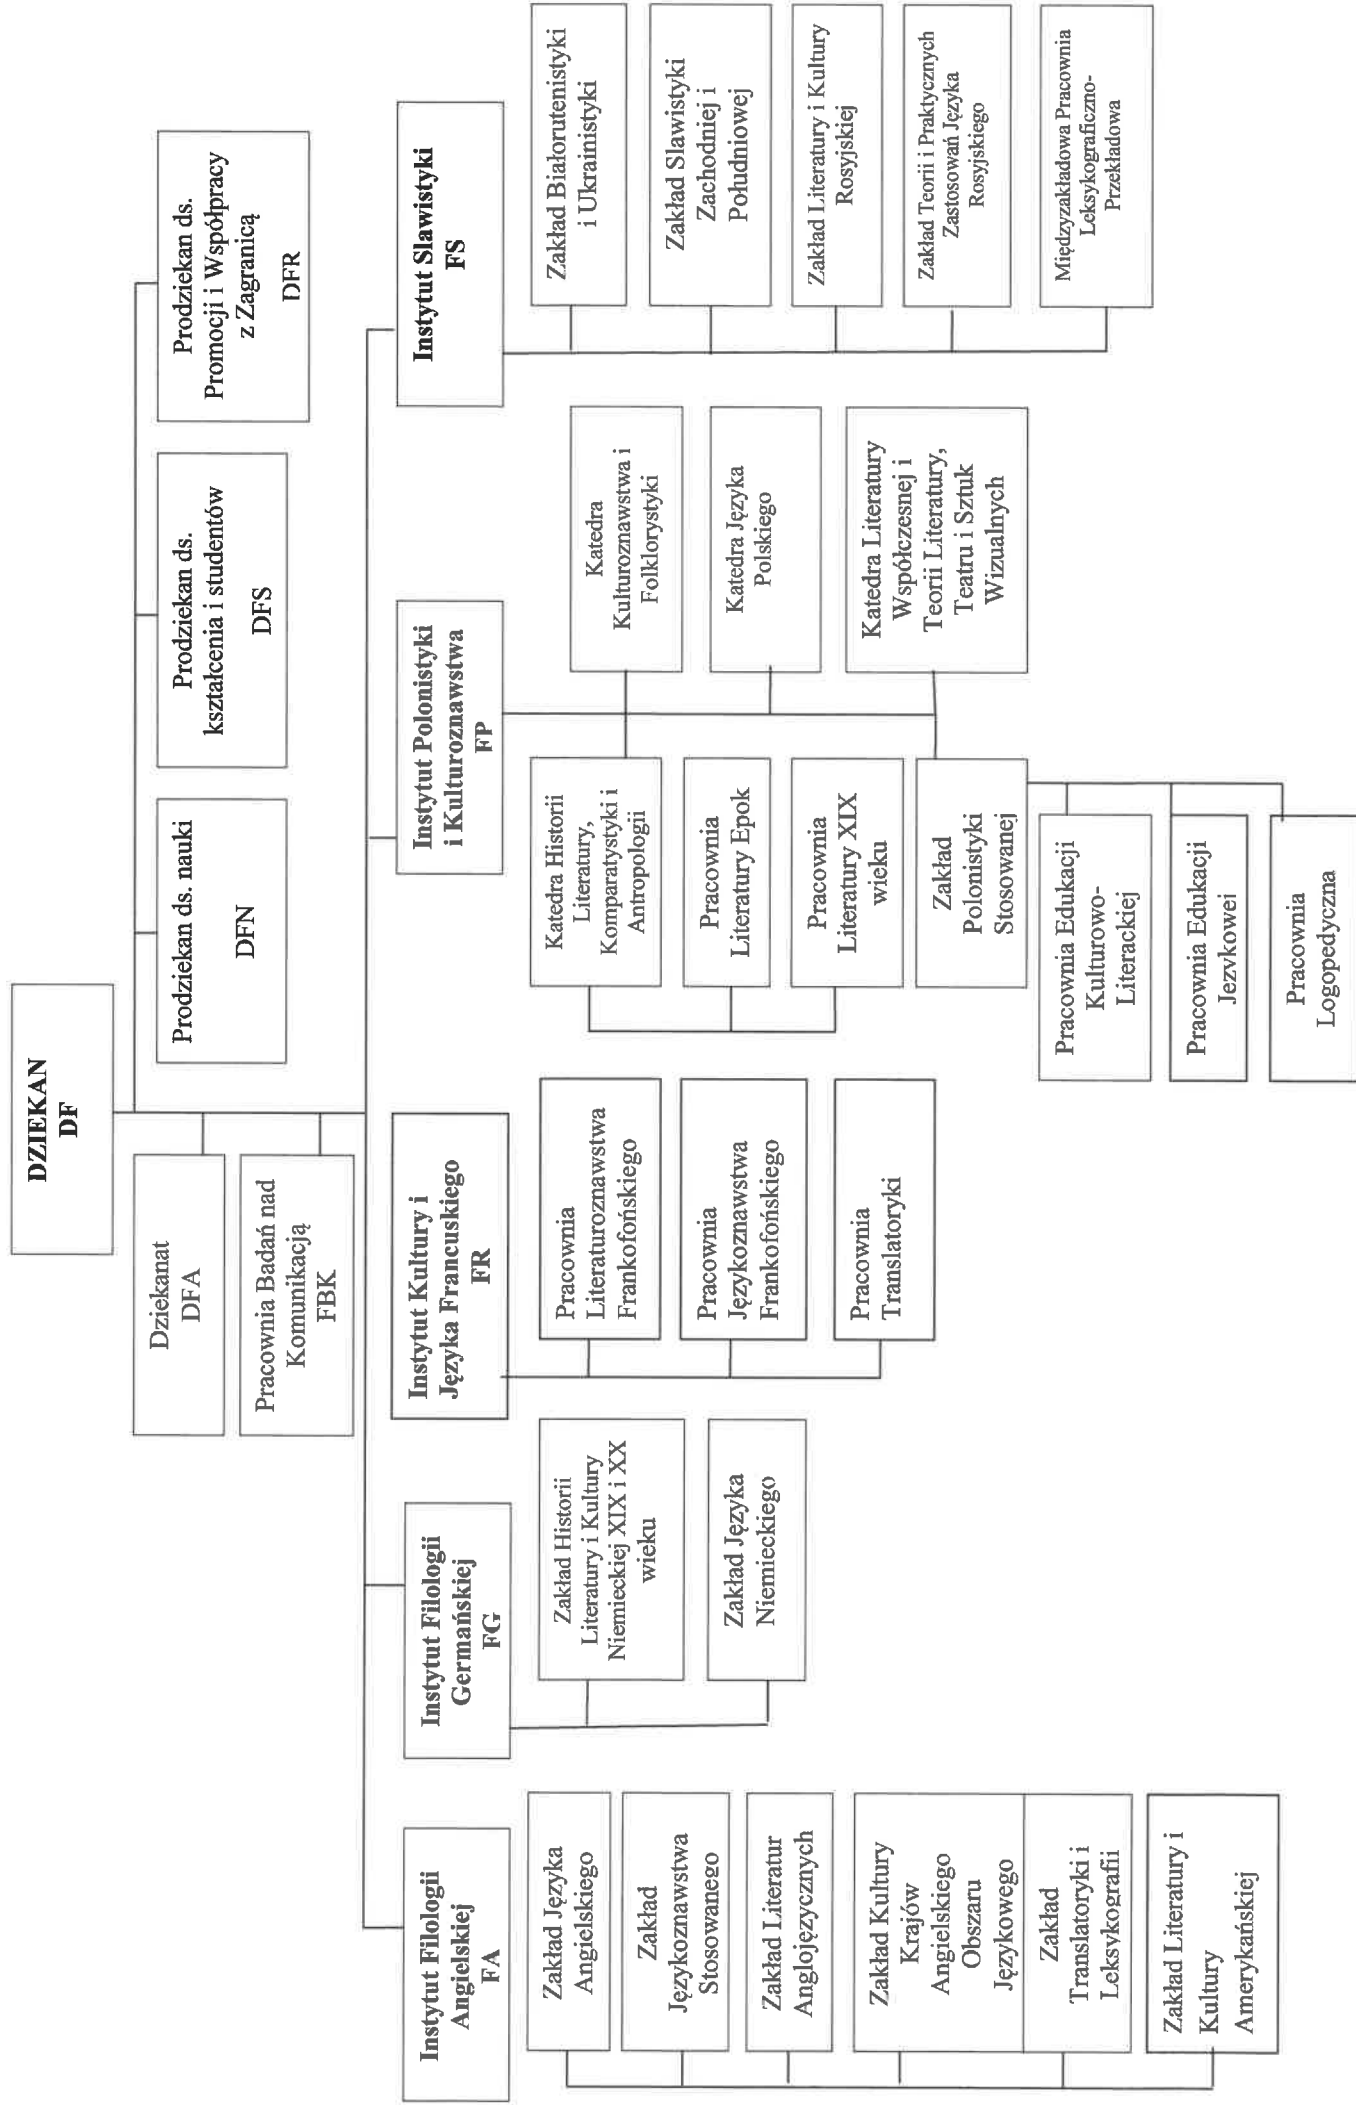 DZIEKAN
DF
Dziekanat
DFA
Pracownia Badań nad
Komunikacją
FBK
Prodziekan ds. nauki
DFN
Prodziekan ds.
kształcenia i studentów
DFS
Prodziekan ds.
Promocji i Współpracy
z Zagranicą
DFR
Instytut Filologii
Angielskiej
FA
Zakład Języka
Angielskiego
Zakład
Językoznawstwa
Stosowanego
Zakład Literatur
Anglojęzycznych
Zakład Kultury
Krajów
Angielskiego
Obszaru
Językowego
Zakład
Translatoryki i
Leksykografii
Zakład Literatury i
Kultury
Amerykańskiej
Instytut Filologii
Germańskiej
FG
Zakład Historii
Literatury i Kultury
Niemieckiej XIX i XX
wieku
Zakład Języka
Niemieckiego
Instytut Kultury i
Języka Francuskiego
FR
Pracownia
Literaturoznawstwa
Frankofońskiego
Pracownia
Językoznawstwa
Frankofońskiego
Pracownia
Translatoryki
Instytut Polonistyki
i Kulturoznawstwa
FP
Katedra Historii
Literatury,
Komparatystyki i
Antropologii
Pracownia
Literatury Epok
Pracownia
Literatury XIX
wieku
Zakład
Polonistyki
Stosowanej
Pracownia Edukacji
Kulturowo-
Literackiej
Pracownia Edukacji
Jezykowei
Pracownia
Logopedyczna
Katedra
Kulturoznawstwa i
Folklorystyki
Katedra Języka
Polskiego
Katedra Literatury
Współczesnej i
Teorii Literatury,
Teatru i Sztuk
Wizualnych
Instytut Slawistyki
FS
Zakład Białorutenistyki
i Ukrainistyki
Zakład Slawistyki
Zachodniej i
Południowej
Zakład Literatury i Kultury
Rosyjskiej
Zakład Teorii i Praktycznych
Zastosowań Języka
Rosyjskiego
Międzyzakładowa Pracownia
Leksykograficzno-
Przekładowa